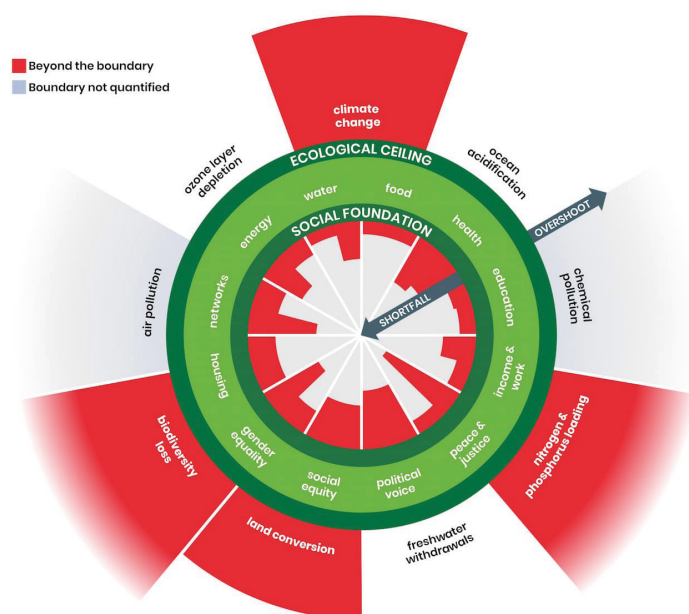 Beyond the boundary
Boundary not quantified
climate
change
ozone layer
depletion
ECOLOGICAL CEILING
ocean
acidification
water
food
energy
SOCIAL FOUNDATION
health
OVERSHOOT
networks
education
air pollution
SHORTFALL
chemical
pollution
housing
income &
work
biodiversity
loss
gender
equality
social
equity
political
voice
peace &
justice
nitrogen &
phosphorus loading
land conversion
freshwater
withdrawals